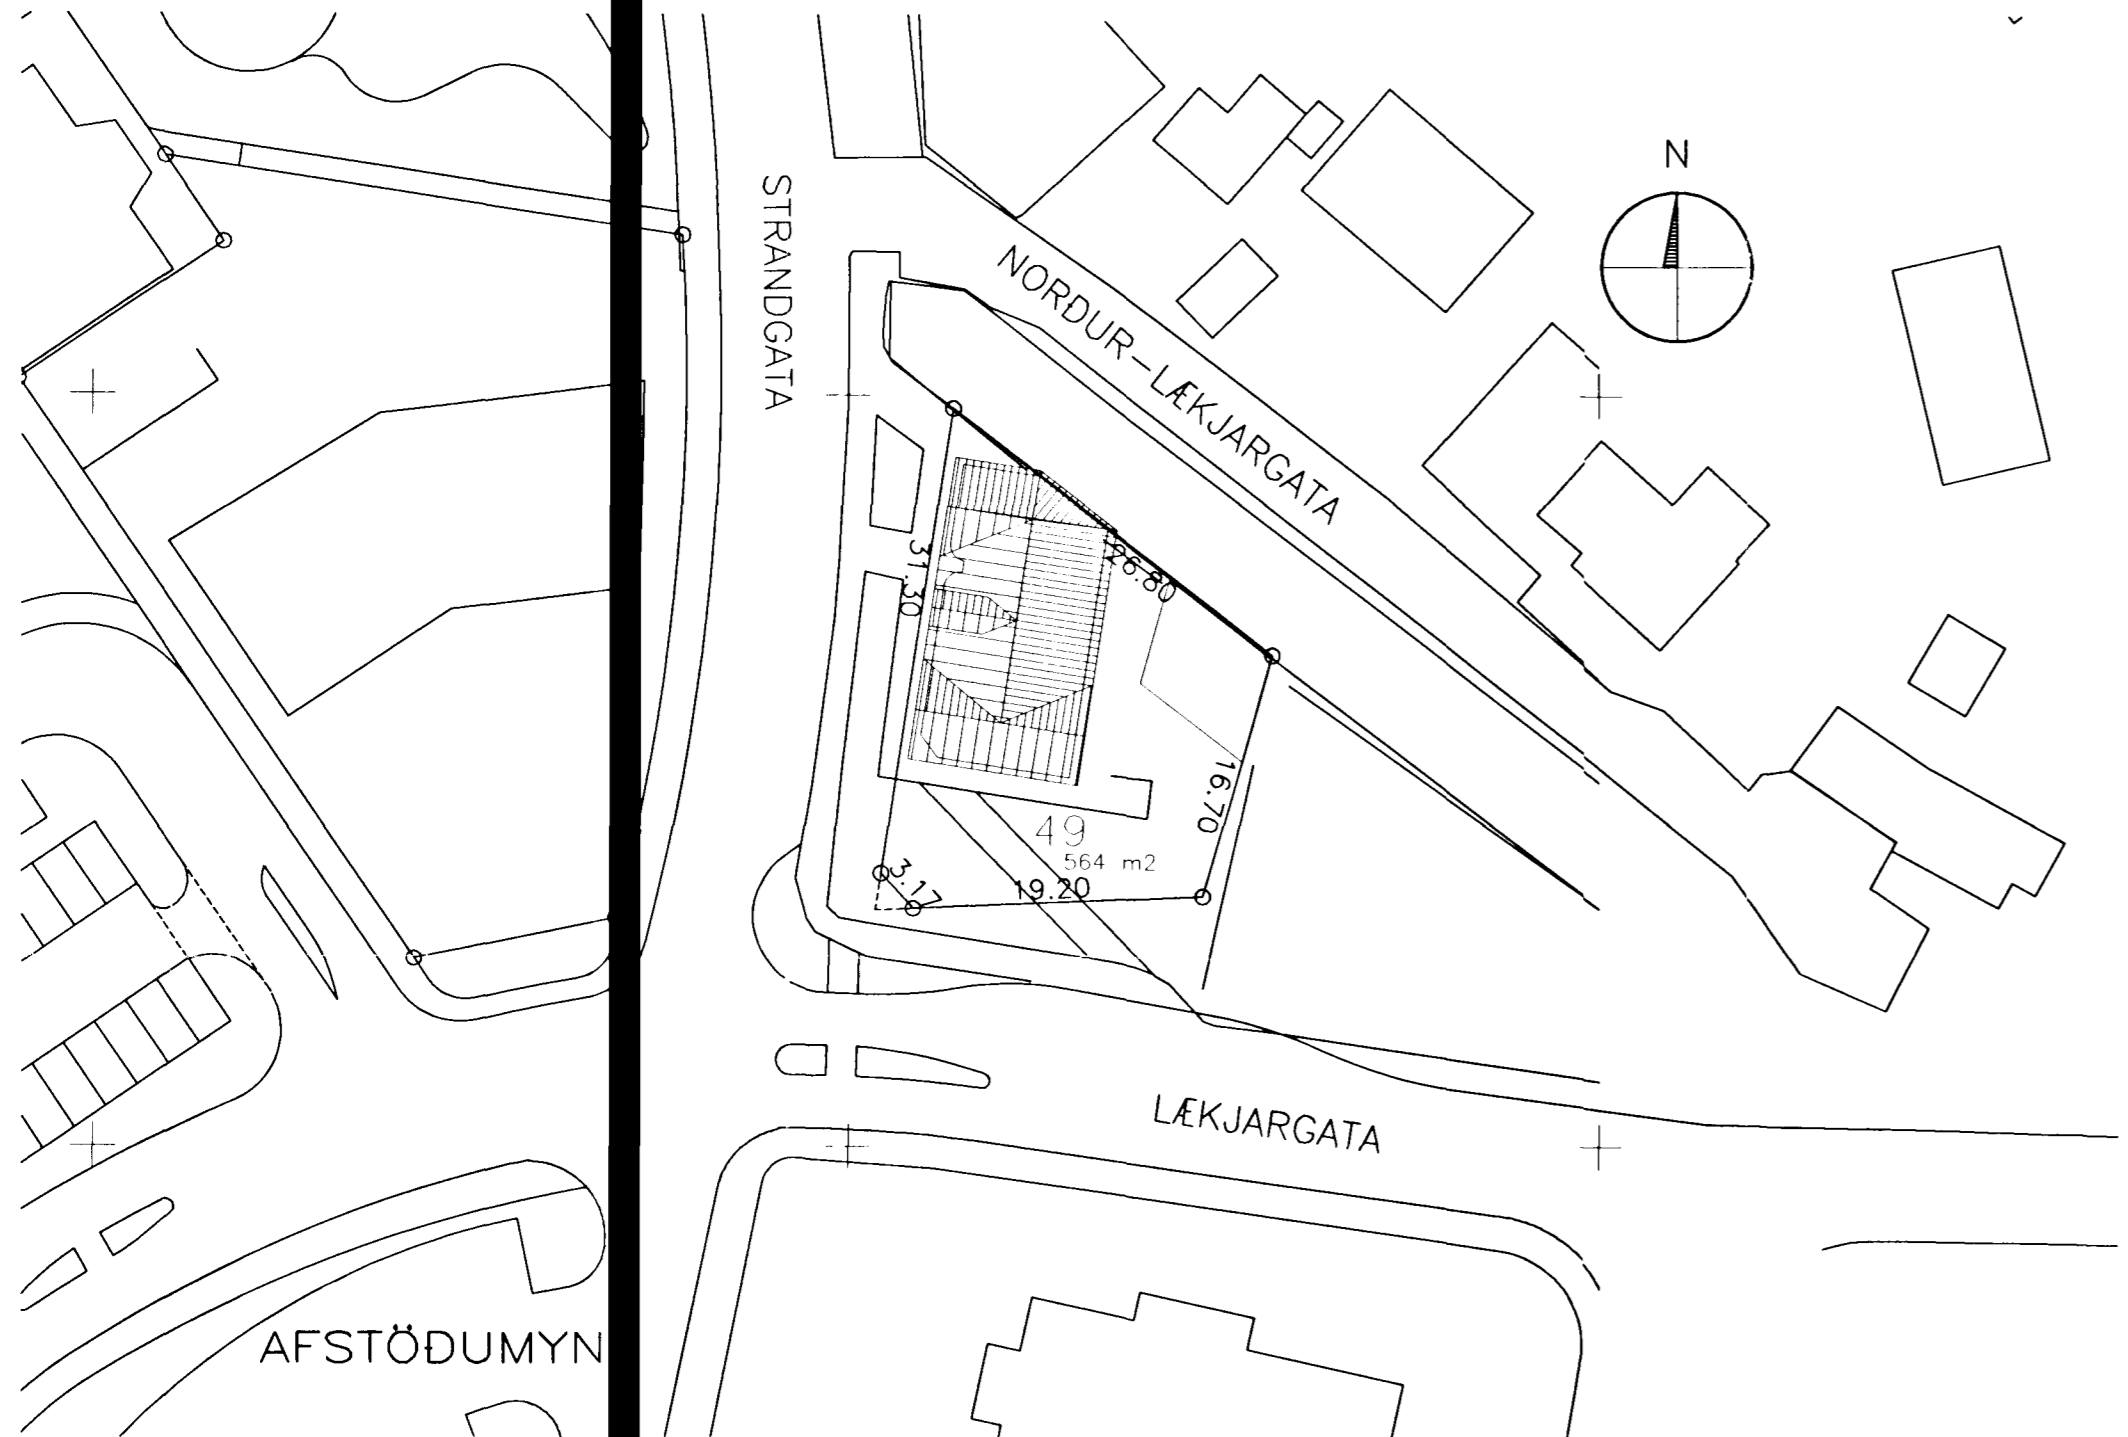 N
STRANDGATA
NORÐUR-LÆKJARGATA
31.30
26.80
16.70
49
564 m2
3.17
19.20
LÆKJARGATA
AFSTÖÐUMYN